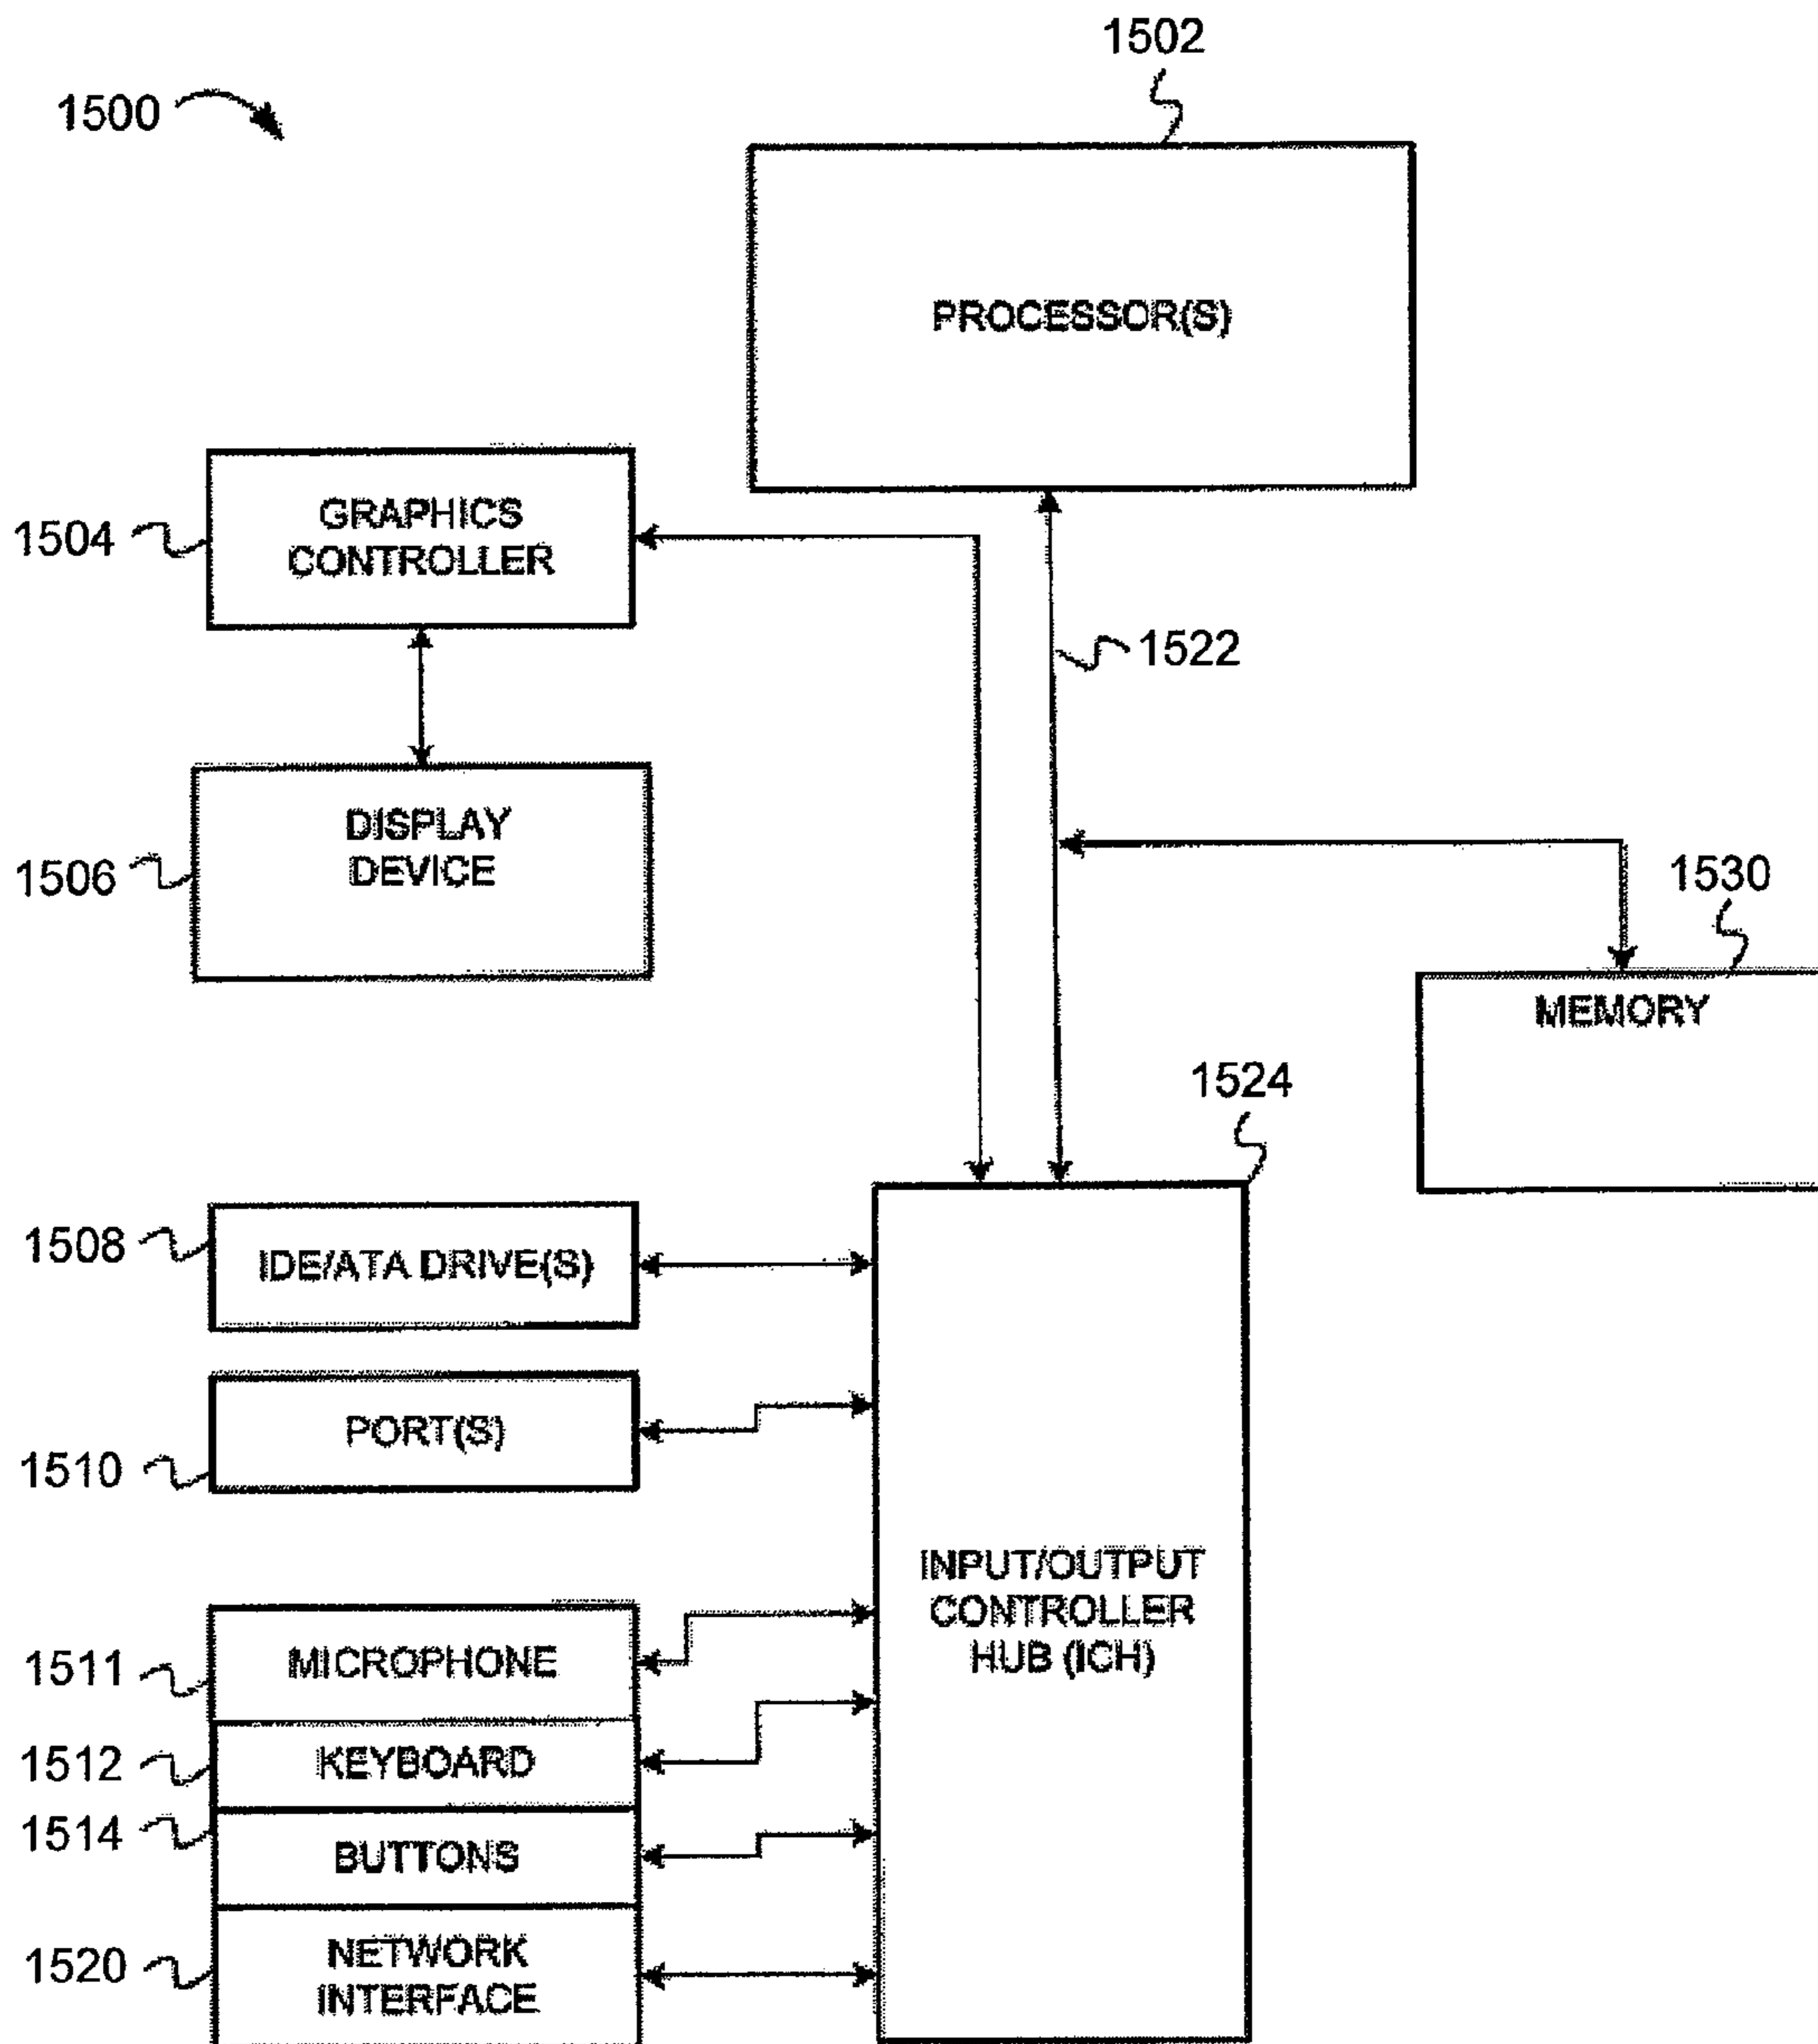 1502
1500
PROCESSOR(S)
GRAPHICS
CONTROLLER
1504
1522
DISPLAY
DEVICE
1506
1530
MEMORY
1524
1508
IDE/ATA DRIVE(S)
PORT(S)
1510
INPUT/OUTPUT
CONTROLLER
HUB (ICH)
1511
MICROPHONE
1512
KEYBOARD
1514
BUTTONS
1520
NETWORK
INTERFACE